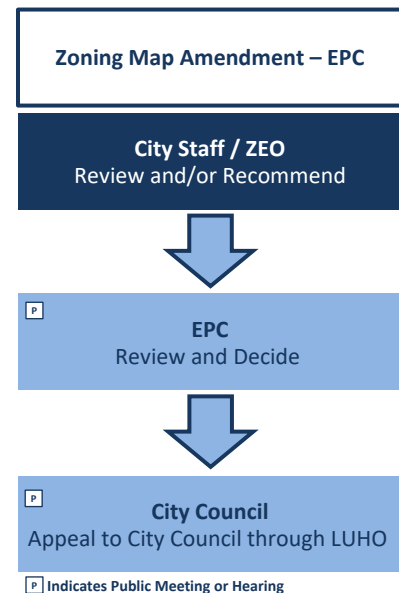 Zoning Map Amendment – EPC
City Staff / ZEO
Review and/or Recommend
P
EPC
Review and Decide
P
City Council
Appeal to City Council through LUHO
P Indicates Public Meeting or Hearing